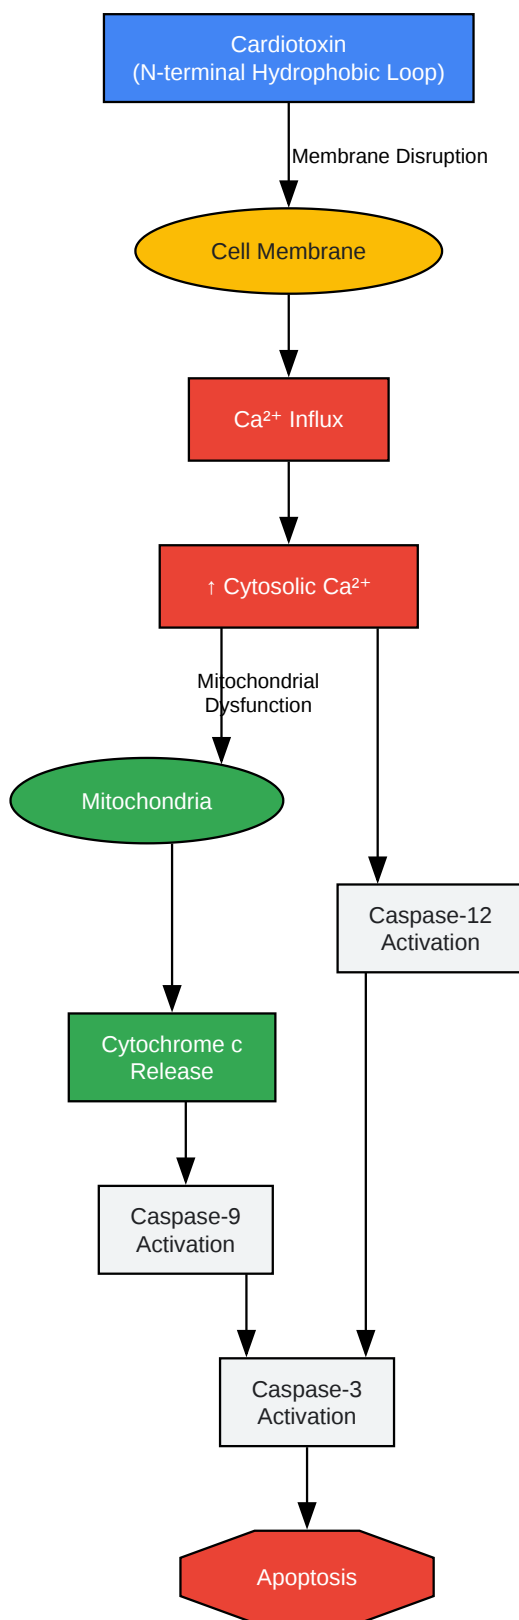 Cardiotoxin
(N-terminal Hydrophobic Loop)
Membrane Disruption
Cell Membrane
Ca²⁺ Influx
↑ Cytosolic Ca²⁺
Mitochondrial
Dysfunction
Mitochondria
Caspase-12
Activation
Cytochrome c
Release
Caspase-9
Activation
Caspase-3
Activation
Apoptosis